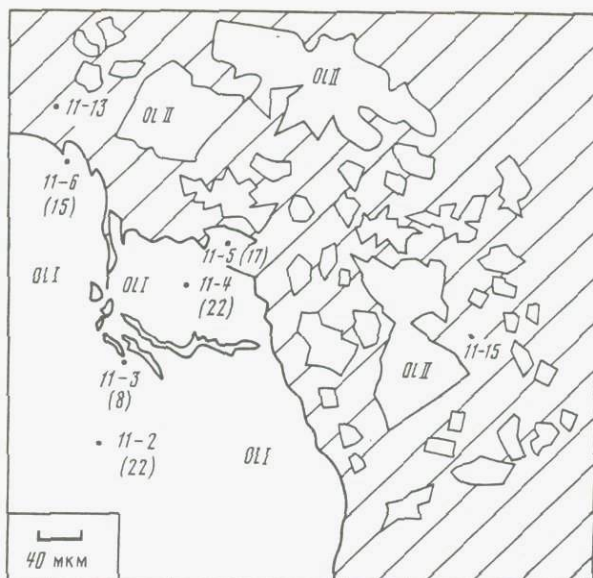 Ol II
11-13
Ol II
11-6
(15)
11-5 (17)
Ol I
Ol I
11-4
(22)
11-15
11-3
(8)
Ol II
11-2
(22)
Ol I
40 мкм